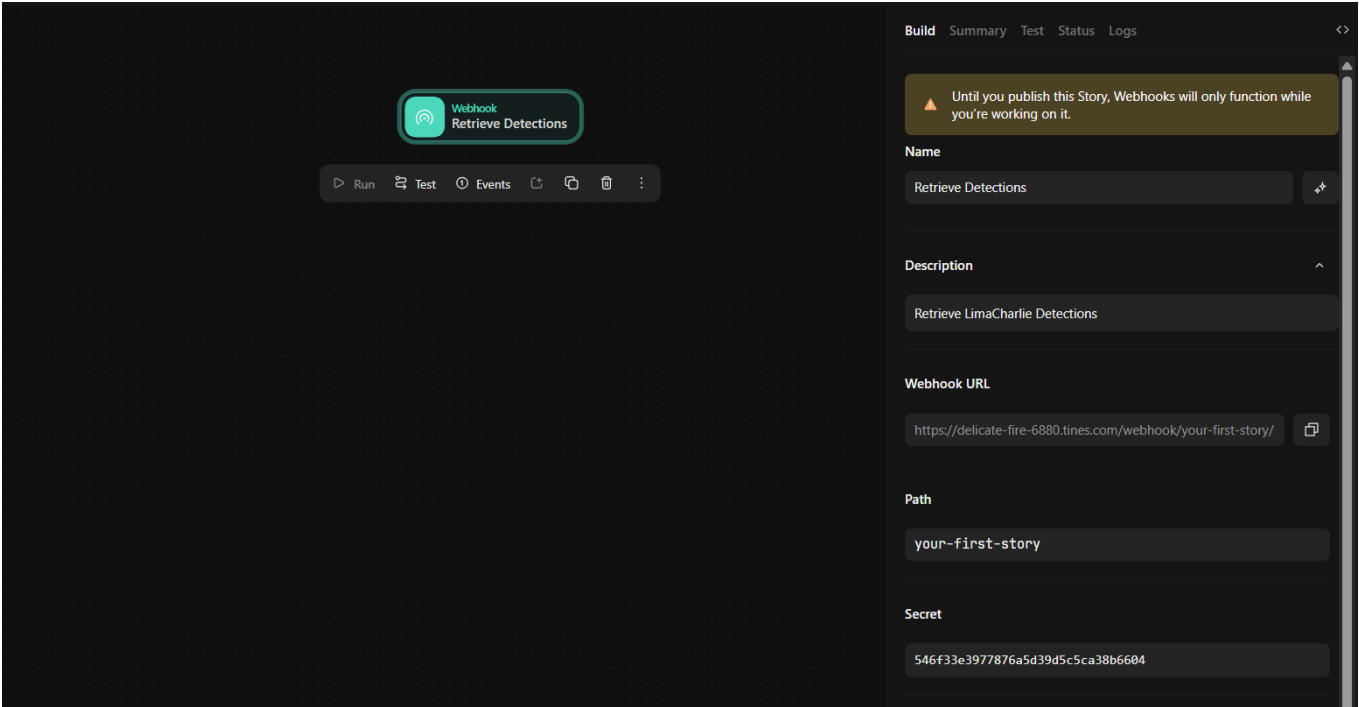 Build Summary Test Status Logs
Until you publish this Story, Webhooks will only function while
you're working on it.
Name
Retrieve Detections
Description
Retrieve LimaCharlie Detections
Webhook URL
https://delicate-fire-6880.tines.com/webhook/your-first-story/
Path
your-first-story
Secret
546f33e3977876a5d39d5c5ca38b6604
Webhook
Retrieve Detections
Run Test Events